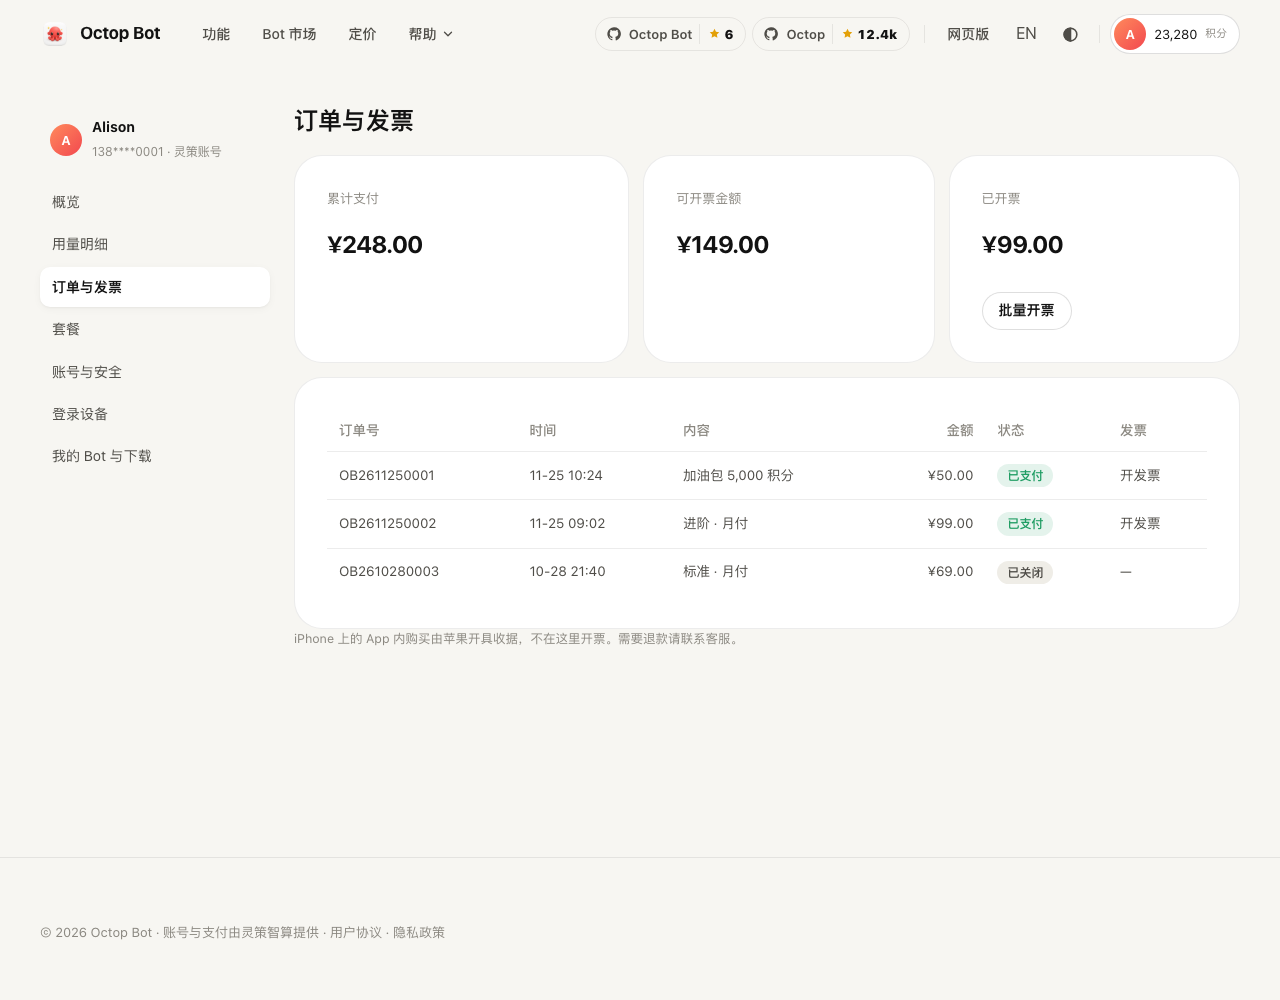 Octop Bot 功能 Bot 市场 定价 帮助 Octop Bot 6 Octop 12.4k 网页版 EN A 23,280 积分
A Alison
138****0001 · 灵策账号
概览
用量明细
订单与发票
套餐
账号与安全
登录设备
我的 Bot 与下载
订单与发票
累计支付
¥248.00
可开票金额
¥149.00
已开票
¥99.00
批量开票
订单号 时间 内容 金额 状态 发票
OB2611250001 11-25 10:24 加油包 5,000 积分 ¥50.00 已支付 开发票
OB2611250002 11-25 09:02 进阶 · 月付 ¥99.00 已支付 开发票
OB2610280003 10-28 21:40 标准 · 月付 ¥69.00 已关闭 —
iPhone 上的 App 内购买由苹果开具收据，不在这里开票。需要退款请联系客服。
© 2026 Octop Bot · 账号与支付由灵策智算提供 · 用户协议 · 隐私政策